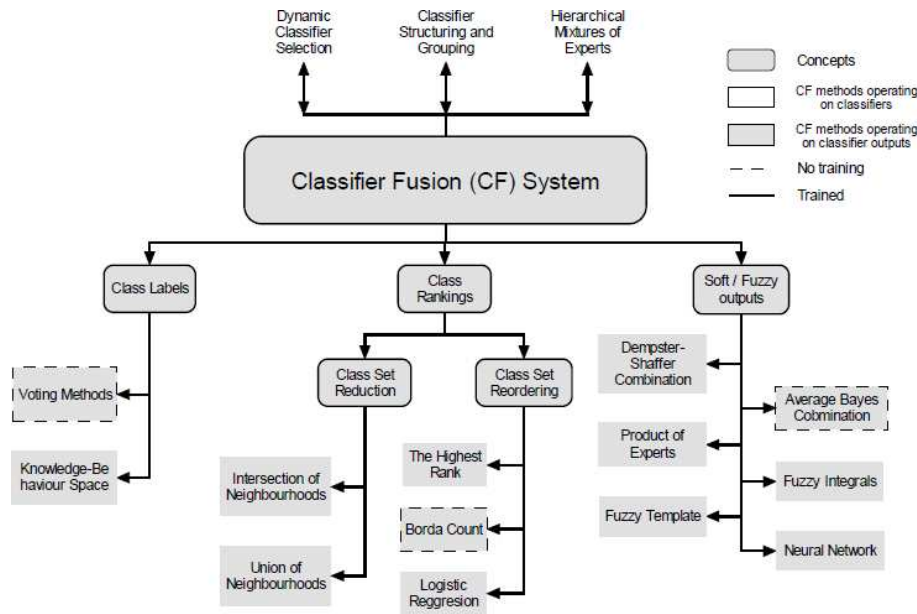 Dynamic
Classifier
Selection
Classifier
Structuring and
Grouping
Hierarchical
Mixtures of
Experts
Concepts
CF methods operating
on classifiers
CF methods operating
on classifier outputs
No training
Trained
Classifier Fusion (CF) System
Class Labels
Class
Rankings
Soft / Fuzzy
outputs
Voting Methods
Knowledge-Be
haviour Space
Class Set
Reduction
Class Set
Reordering
Intersection of
Neighbourhoods
Union of
Neighbourhoods
The Highest
Rank
Borda Count
Logistic
Reggresion
Dempster-
Shaffer
Combination
Average Bayes
Cobmination
Product of
Experts
Fuzzy Integrals
Fuzzy Template
Neural Network